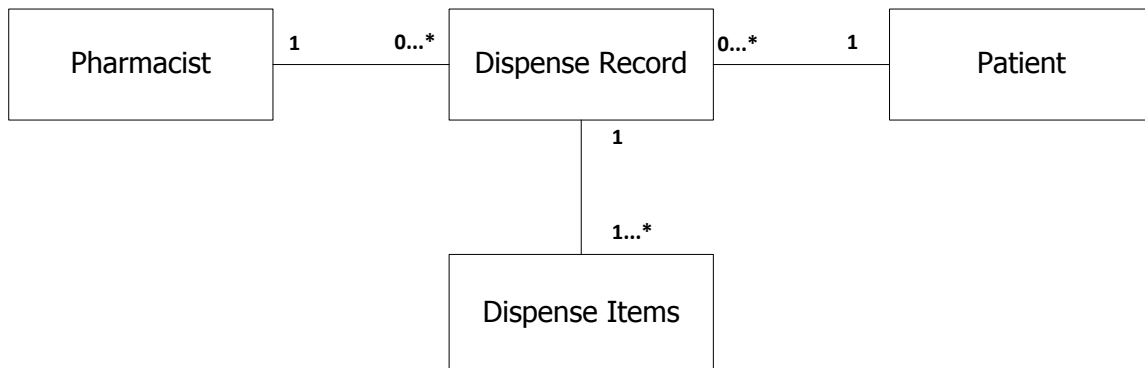 Pharmacist
1
0...*
Dispense Record
0...*
1
Patient
1
1...*
Dispense Items